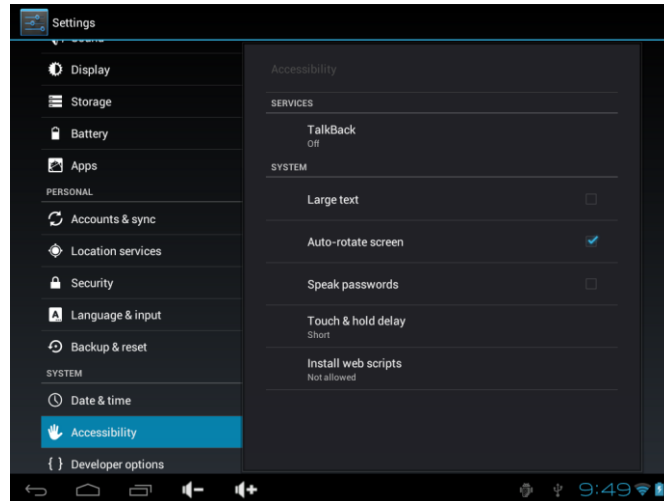 Settings
Display
Storage
Battery
Apps
PERSONAL
Accounts & sync
Location services
Security
Language & input
Backup & reset
SYSTEM
Date & time
Accessibility
{ } Developer options
Accessibility
SERVICES
TalkBack
Off
SYSTEM
Large text
Auto-rotate screen
Speak passwords
Touch & hold delay
Short
Install web scripts
Not allowed
9:49